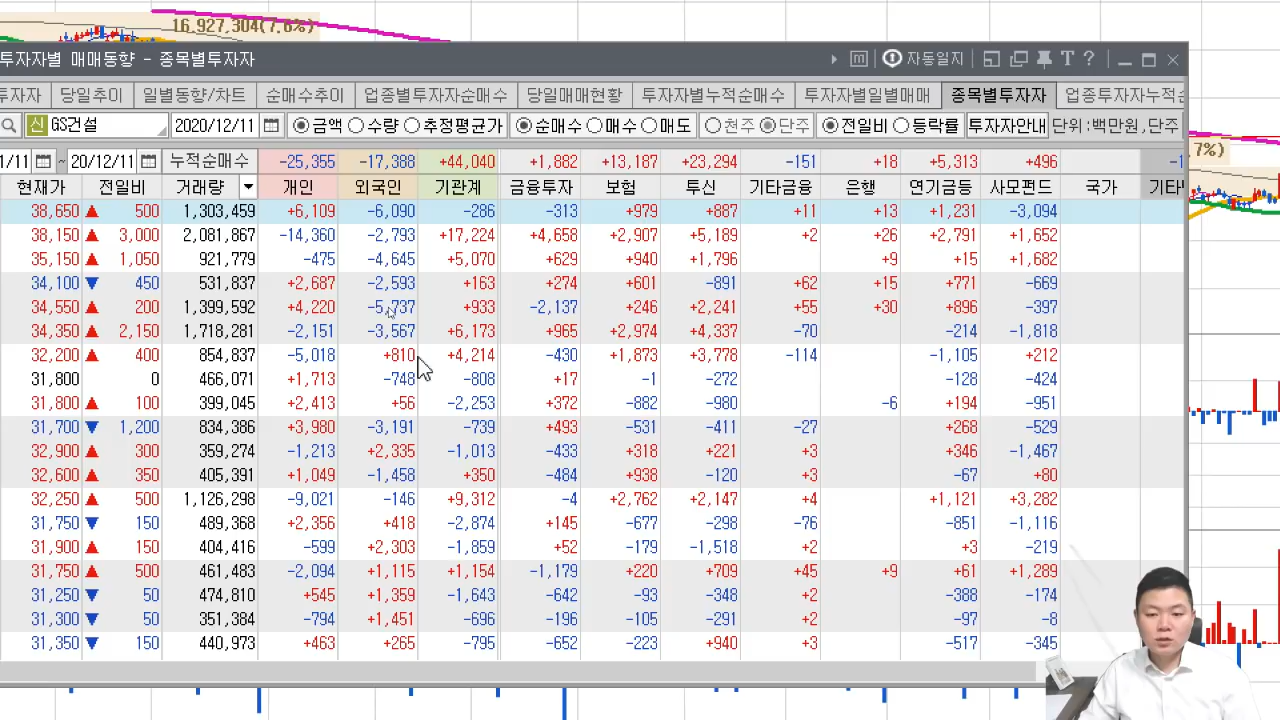 16,927,304(7.6%)
투자자별 매매동향 - 종목별투자자
자동일지
투자자 당일추이 일별동향/차트 순매수추이 업종별투자자순매수 당일매매현황 투자자별누적순매수 투자자별일별매매 종목별투자자 업종투자자누적순
신 GS건설 2020/12/11 금액 수량 추정평균가 순매수 매수 매도 천주 단주 전일비 등락률 투자자안내 단위:백만원,단주
1/11 ~ 20/12/11 누적순매수 -25,355 -17,388 +44,040 +1,882 +13,187 +23,294 -151 +18 +5,313 +496 -1
7%)
현재가 전일비 거래량 개인 외국인 기관계 금융투자 보험 투신 기타금융 은행 연기금등 사모펀드 국가 기타
38,650 ▲ 500 1,303,459 +6,109 -6,090 -286 -313 +979 +887 +11 +13 +1,231 -3,094
38,150 ▲ 3,000 2,081,867 -14,360 -2,793 +17,224 +4,658 +2,907 +5,189 +2 +26 +2,791 +1,652
35,150 ▲ 1,050 921,779 -475 -4,645 +5,070 +629 +940 +1,796 +9 +15 +1,682
34,100 ▼ 450 531,837 +2,687 -2,593 +163 +274 +601 -891 +62 +15 +771 -669
34,550 ▲ 200 1,399,592 +4,220 -5,737 +933 -2,137 +246 +2,241 +55 +30 +896 -397
34,350 ▲ 2,150 1,718,281 -2,151 -3,567 +6,173 +965 +2,974 +4,337 -70 -214 -1,818
32,200 ▲ 400 854,837 -5,018 +810 +4,214 -430 +1,873 +3,778 -114 -1,105 +212
31,800 0 466,071 +1,713 -748 -808 +17 -1 -272 -128 -424
31,800 ▲ 100 399,045 +2,413 +56 -2,253 +372 -882 -980 -6 +194 -951
31,700 ▼ 1,200 834,386 +3,980 -3,191 -739 +493 -531 -411 -27 +268 -529
32,900 ▲ 300 359,274 -1,213 +2,335 -1,013 -433 +318 +221 +3 +346 -1,467
32,600 ▲ 350 405,391 +1,049 -1,458 +350 -484 +938 -120 +3 -67 +80
32,250 ▲ 500 1,126,298 -9,021 -146 +9,312 -4 +2,762 +2,147 +4 +1,121 +3,282
31,750 ▼ 150 489,368 +2,356 +418 -2,874 +145 -677 -298 -76 -851 -1,116
31,900 ▲ 150 404,416 -599 +2,303 -1,859 +52 -179 -1,518 +2 +3 -219
31,750 ▲ 500 461,483 -2,094 +1,115 +1,154 -1,179 +220 +709 +45 +9 +61 +1,289
31,250 ▼ 50 474,810 +545 +1,359 -1,643 -642 -93 -348 +2 -388 -174
31,300 ▼ 50 351,384 -794 +1,451 -696 -196 -105 -291 +2 -97 -8
31,350 ▼ 150 440,973 +463 +265 -795 -652 -223 +940 +3 -517 -345